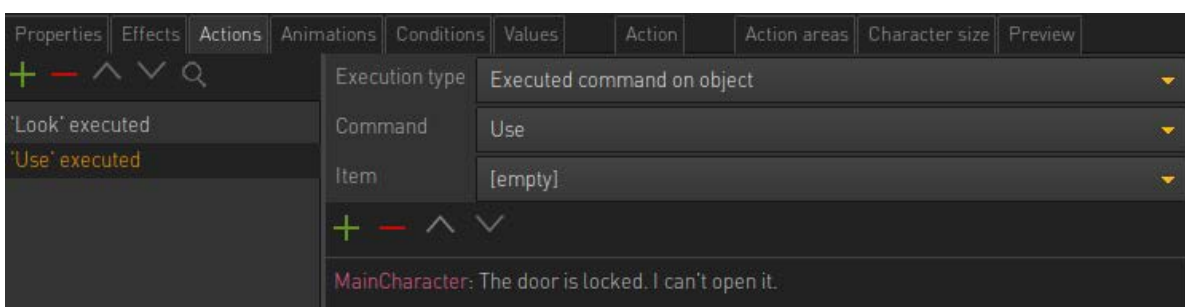 Properties Effects Actions Animations Conditions Values Action Action areas Character size Preview
Execution type Executed command on object
'Look' executed
Command Use
'Use' executed
Item [empty]
MainCharacter: The door is locked. I can't open it.